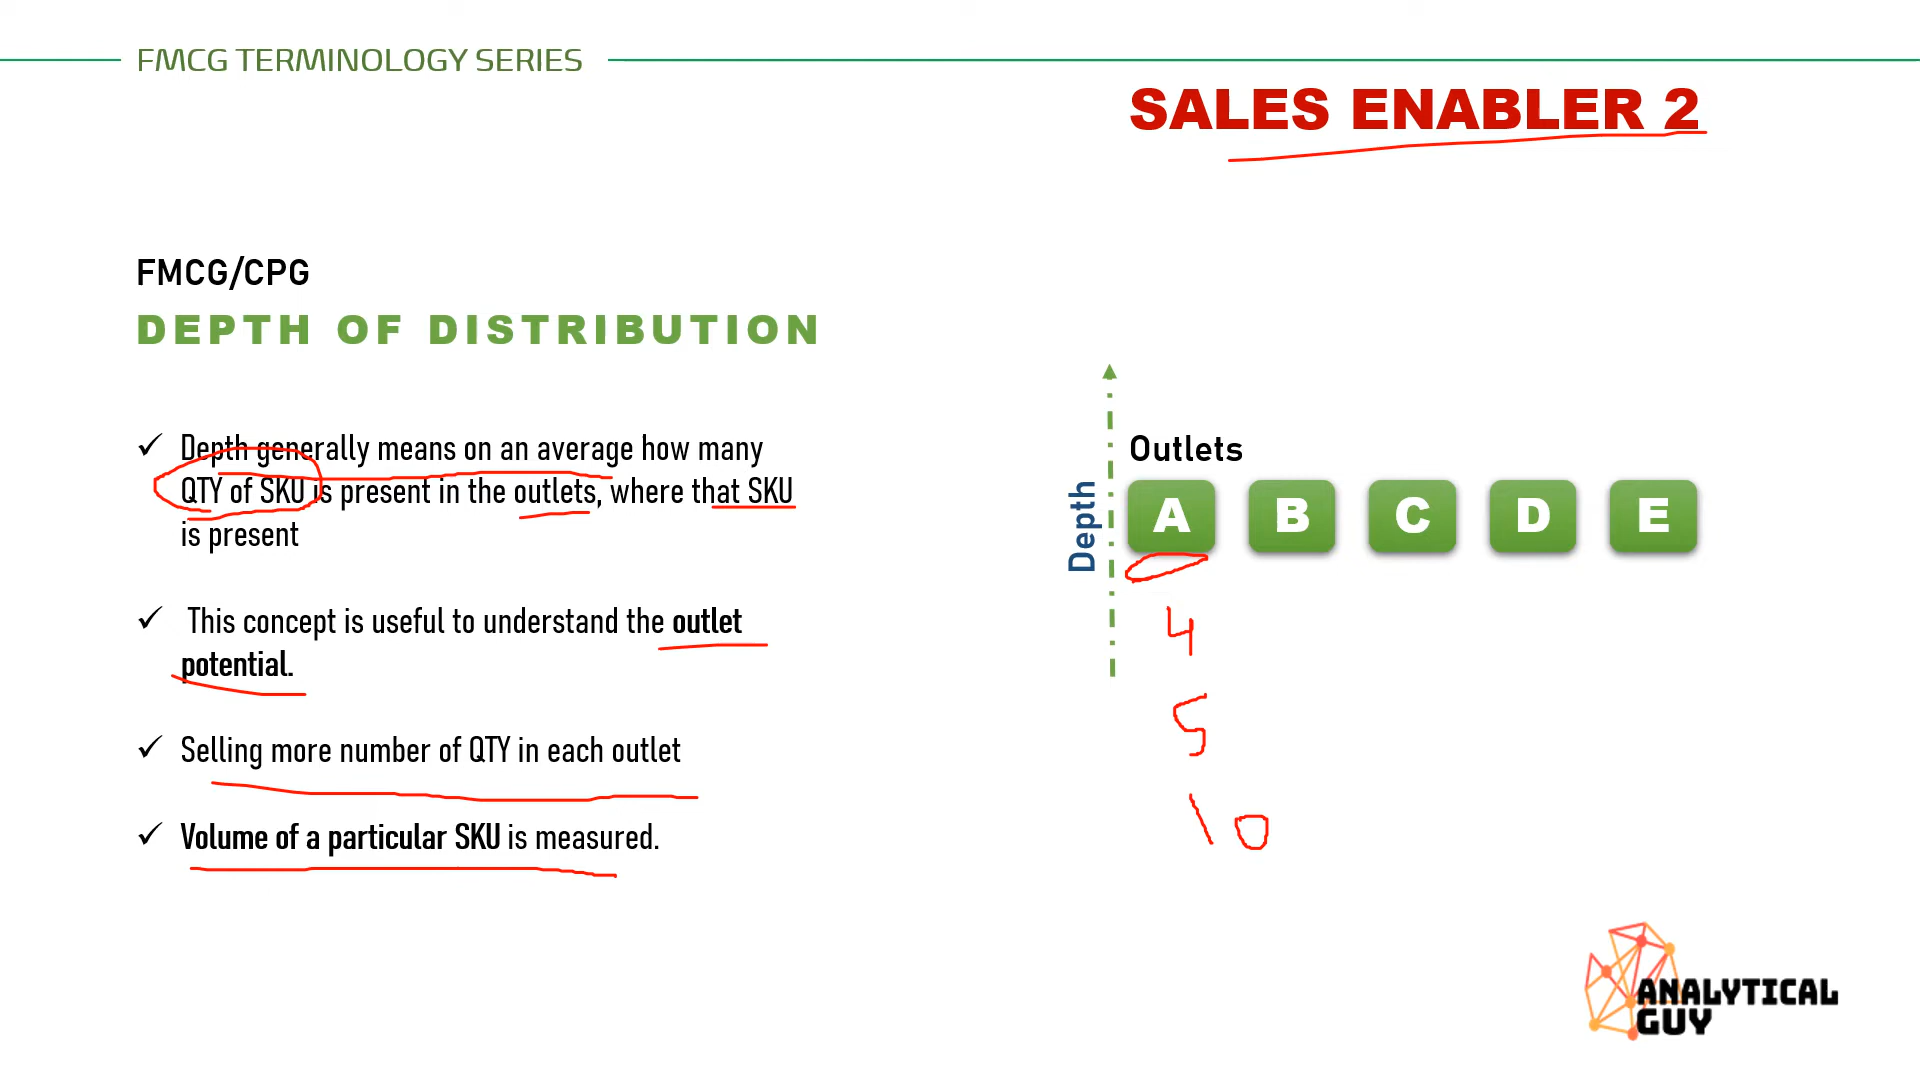 FMCG TERMINOLOGY SERIES
SALES ENABLER 2
FMCG/CPG
DEPTH OF DISTRIBUTION
✓ Depth generally means on an average how many
QTY of SKU is present in the outlets, where that SKU
is present
✓ This concept is useful to understand the outlet
potential.
✓ Selling more number of QTY in each outlet
✓ Volume of a particular SKU is measured.
Depth
Outlets
A B C D E
4
5
10
ANALYTICAL
GUY